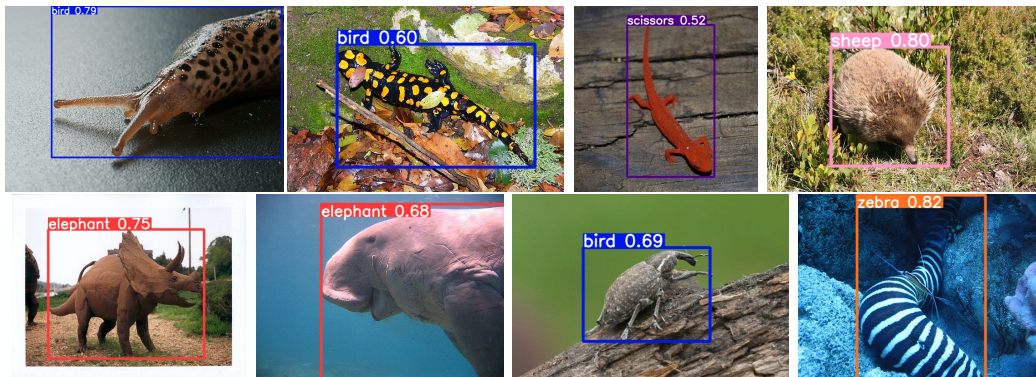 bird 0.79
bird 0.60
scissors 0.52
sheep 0.80
elephant 0.75
elephant 0.68
bird 0.69
zebra 0.82